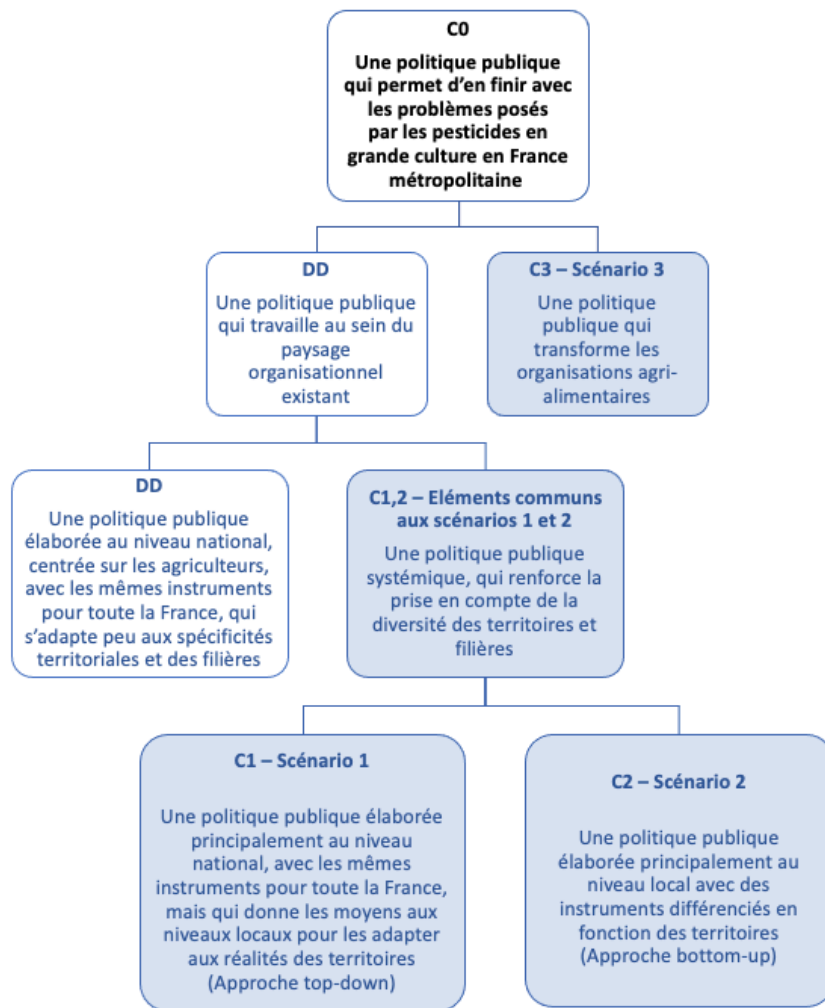 C0
Une politique publique
qui permet d’en finir avec
les problèmes posés
par les pesticides en
grande culture en France
métropolitaine
DD
Une politique publique
qui travaille au sein du
paysage
organisationnel
existant
C3 – Scénario 3
Une politique
publique qui
transforme les
organisations agri-
alimentaires
DD
Une politique publique
élaborée au niveau national,
centrée sur les agriculteurs,
avec les mêmes instruments
pour toute la France, qui
s’adapte peu aux spécificités
territoriales et des filières
C1,2 – Eléments communs
aux scénarios 1 et 2
Une politique publique
systémique, qui renforce la
prise en compte de la
diversité des territoires et
filières
C1 – Scénario 1
Une politique publique élaborée
principalement au niveau
national, avec les mêmes
instruments pour toute la France,
mais qui donne les moyens aux
niveaux locaux pour les adapter
aux réalités des territoires
(Approche top-down)
C2 – Scénario 2
Une politique publique
élaborée principalement au
niveau local avec des
instruments différenciés en
fonction des territoires
(Approche bottom-up)